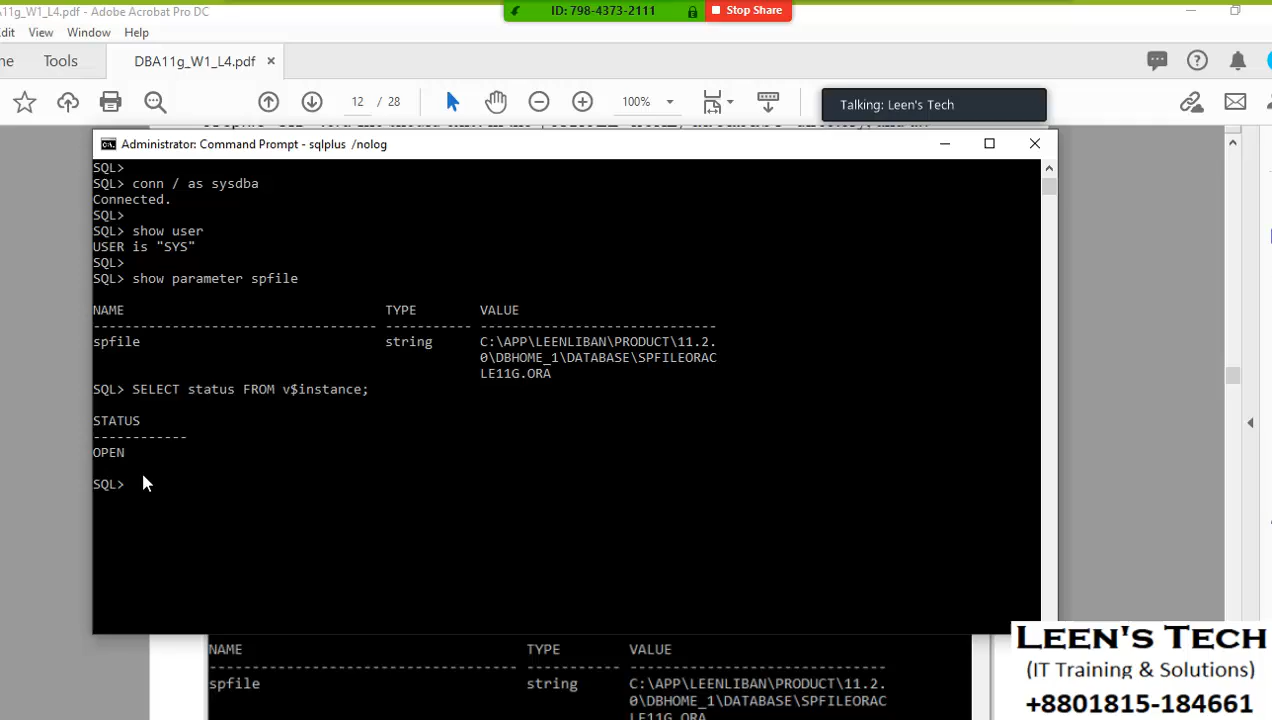 11g_W1_L4.pdf - Adobe Acrobat Pro DC
ID: 798-4373-2111
Stop Share
View Window Help
Tools
DBA11g_W1_L4.pdf
12 / 28
100%
Talking: Leen's Tech
Administrator: Command Prompt - sqlplus /nolog
SQL>
SQL> conn / as sysdba
Connected.
SQL>
SQL> show user
USER is "SYS"
SQL>
SQL> show parameter spfile
NAME TYPE VALUE
------------------------------------ ----------- ------------------------------
spfile string C:\APP\LEENLIBAN\PRODUCT\11.2.
0\DBHOME_1\DATABASE\SPFILEORAC
LE11G.ORA
SQL> SELECT status FROM v$instance;
STATUS
------------
OPEN
SQL>
NAME TYPE VALUE
------------------------------------ ----------- ------------------------------
spfile string C:\APP\LEENLIBAN\PRODUCT\11.2.
0\DBHOME_1\DATABASE\SPFILEORAC
LE11G.ORA
LEEN'S TECH
(IT Training & Solutions)
+8801815-184661